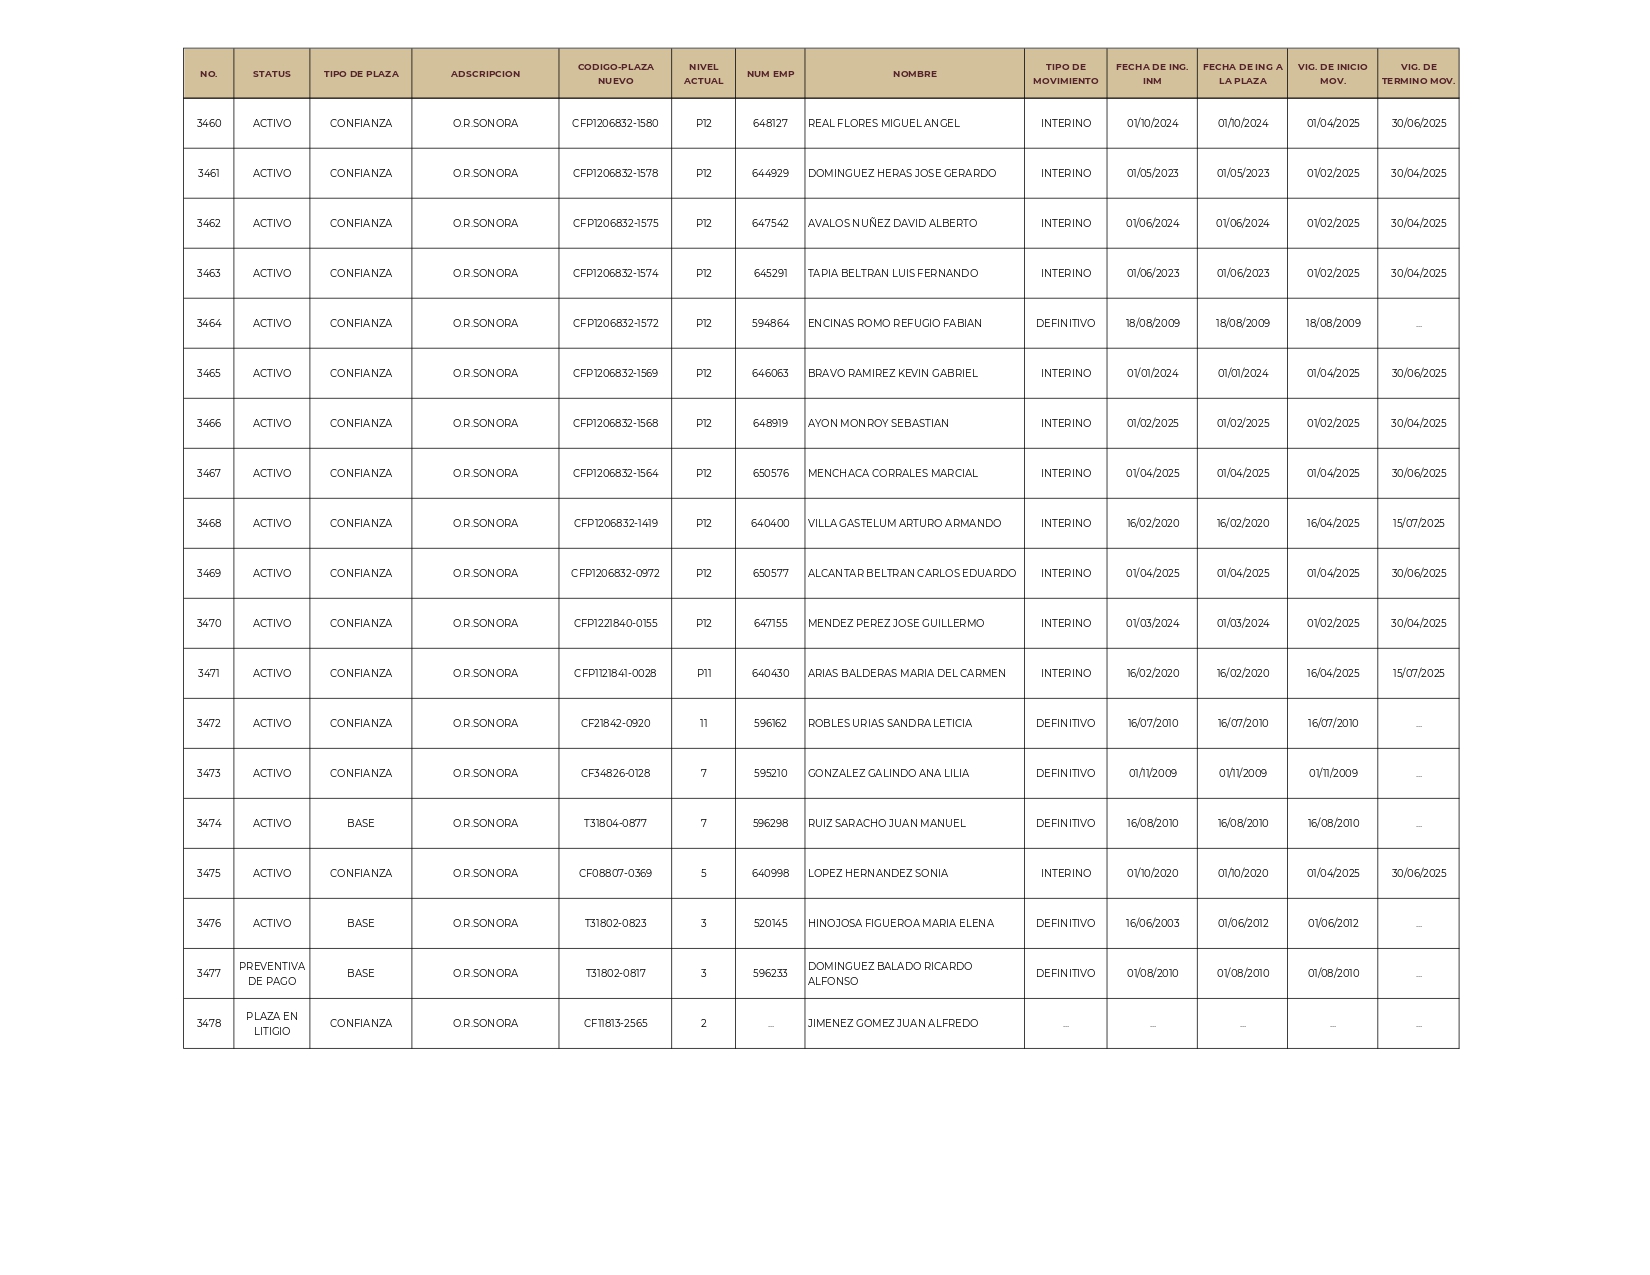 NO. STATUS TIPO DE PLAZA ADSCRIPCION CODIGO-PLAZA NUEVO NIVEL ACTUAL NUM EMP NOMBRE TIPO DE MOVIMIENTO FECHA DE ING. INM FECHA DE ING A LA PLAZA VIG. DE INICIO MOV. VIG. DE TERMINO MOV.
3460 ACTIVO CONFIANZA O.R.SONORA CFP1206832-1580 P12 648127 REAL FLORES MIGUEL ANGEL INTERINO 01/10/2024 01/10/2024 01/04/2025 30/06/2025
3461 ACTIVO CONFIANZA O.R.SONORA CFP1206832-1578 P12 644929 DOMINGUEZ HERAS JOSE GERARDO INTERINO 01/05/2023 01/05/2023 01/02/2025 30/04/2025
3462 ACTIVO CONFIANZA O.R.SONORA CFP1206832-1575 P12 647542 AVALOS NUÑEZ DAVID ALBERTO INTERINO 01/06/2024 01/06/2024 01/02/2025 30/04/2025
3463 ACTIVO CONFIANZA O.R.SONORA CFP1206832-1574 P12 645291 TAPIA BELTRAN LUIS FERNANDO INTERINO 01/06/2023 01/06/2023 01/02/2025 30/04/2025
3464 ACTIVO CONFIANZA O.R.SONORA CFP1206832-1572 P12 594864 ENCINAS ROMO REFUGIO FABIAN DEFINITIVO 18/08/2009 18/08/2009 18/08/2009 ...
3465 ACTIVO CONFIANZA O.R.SONORA CFP1206832-1569 P12 646063 BRAVO RAMIREZ KEVIN GABRIEL INTERINO 01/01/2024 01/01/2024 01/04/2025 30/06/2025
3466 ACTIVO CONFIANZA O.R.SONORA CFP1206832-1568 P12 648919 AYON MONROY SEBASTIAN INTERINO 01/02/2025 01/02/2025 01/02/2025 30/04/2025
3467 ACTIVO CONFIANZA O.R.SONORA CFP1206832-1564 P12 650576 MENCHACA CORRALES MARCIAL INTERINO 01/04/2025 01/04/2025 01/04/2025 30/06/2025
3468 ACTIVO CONFIANZA O.R.SONORA CFP1206832-1419 P12 640400 VILLA GASTELUM ARTURO ARMANDO INTERINO 16/02/2020 16/02/2020 16/04/2025 15/07/2025
3469 ACTIVO CONFIANZA O.R.SONORA CFP1206832-0972 P12 650577 ALCANTAR BELTRAN CARLOS EDUARDO INTERINO 01/04/2025 01/04/2025 01/04/2025 30/06/2025
3470 ACTIVO CONFIANZA O.R.SONORA CFP1221840-0155 P12 647155 MENDEZ PEREZ JOSE GUILLERMO INTERINO 01/03/2024 01/03/2024 01/02/2025 30/04/2025
3471 ACTIVO CONFIANZA O.R.SONORA CFP1121841-0028 P11 640430 ARIAS BALDERAS MARIA DEL CARMEN INTERINO 16/02/2020 16/02/2020 16/04/2025 15/07/2025
3472 ACTIVO CONFIANZA O.R.SONORA CF21842-0920 11 596162 ROBLES URIAS SANDRA LETICIA DEFINITIVO 16/07/2010 16/07/2010 16/07/2010 ...
3473 ACTIVO CONFIANZA O.R.SONORA CF34826-0128 7 595210 GONZALEZ GALINDO ANA LILIA DEFINITIVO 01/11/2009 01/11/2009 01/11/2009 ...
3474 ACTIVO BASE O.R.SONORA T31804-0877 7 596298 RUIZ SARACHO JUAN MANUEL DEFINITIVO 16/08/2010 16/08/2010 16/08/2010 ...
3475 ACTIVO CONFIANZA O.R.SONORA CF08807-0369 5 640998 LOPEZ HERNANDEZ SONIA INTERINO 01/10/2020 01/10/2020 01/04/2025 30/06/2025
3476 ACTIVO BASE O.R.SONORA T31802-0823 3 520145 HINOJOSA FIGUEROA MARIA ELENA DEFINITIVO 16/06/2003 01/06/2012 01/06/2012 ...
3477 PREVENTIVA DE PAGO BASE O.R.SONORA T31802-0817 3 596233 DOMINGUEZ BALADO RICARDO ALFONSO DEFINITIVO 01/08/2010 01/08/2010 01/08/2010 ...
3478 PLAZA EN LITIGIO CONFIANZA O.R.SONORA CF11813-2565 2 ... JIMENEZ GOMEZ JUAN ALFREDO ... ... ... ... ...